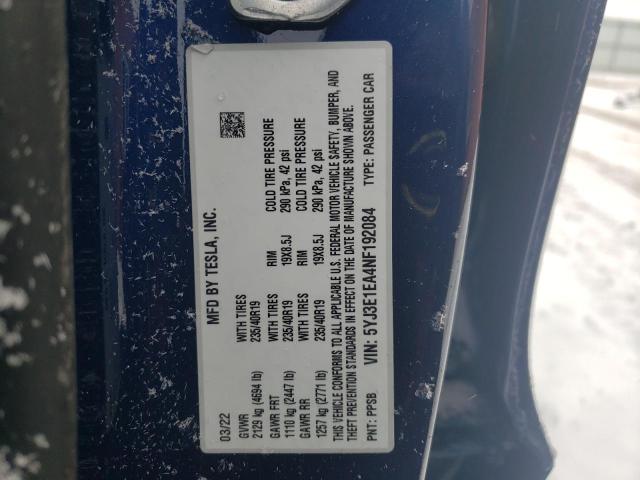 MFD BY TESLA, INC.
03/22
GVWR WITH TIRES RIM COLD TIRE PRESSURE
2129 kg (4694 lb) 235/40R19 19X8.5J 290 kPa, 42 psi
GAWR FRT WITH TIRES RIM COLD TIRE PRESSURE
1110 kg (2447 lb) 235/40R19 19X8.5J 290 kPa, 42 psi
GAWR RR
1257 kg (2771 lb) 235/40R19
THIS VEHICLE CONFORMS TO ALL APPLICABLE U.S. FEDERAL MOTOR VEHICLE SAFETY, BUMPER, AND
THEFT PREVENTION STANDARDS IN EFFECT ON THE DATE OF MANUFACTURE SHOWN ABOVE.
VIN: 5YJ3E1EA4NF192084
PNT: PPSB TYPE: PASSENGER CAR